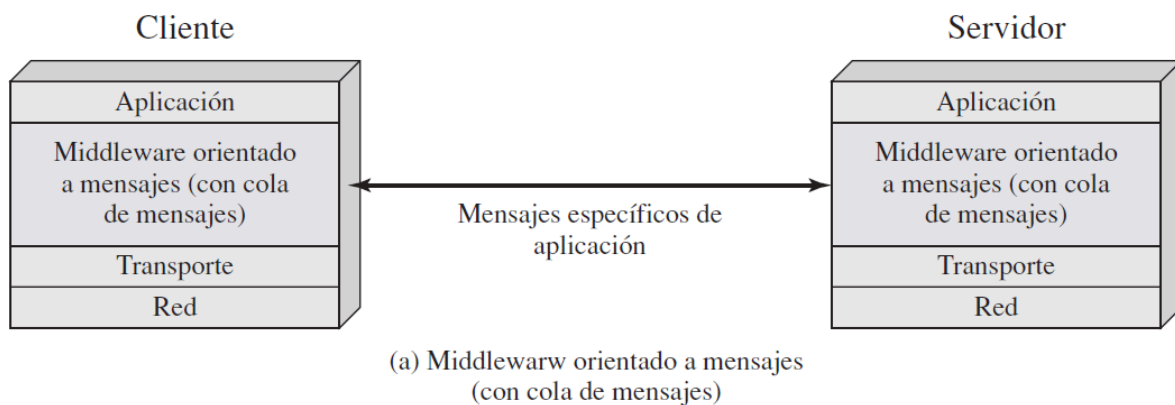 Cliente
Aplicación
Middleware orientado
a mensajes (con cola
de mensajes)
Transporte
Red
Mensajes específicos de
aplicación
Servidor
Aplicación
Middleware orientado
a mensajes (con cola
de mensajes)
Transporte
Red
(a) Middlewarw orientado a mensajes
(con cola de mensajes)